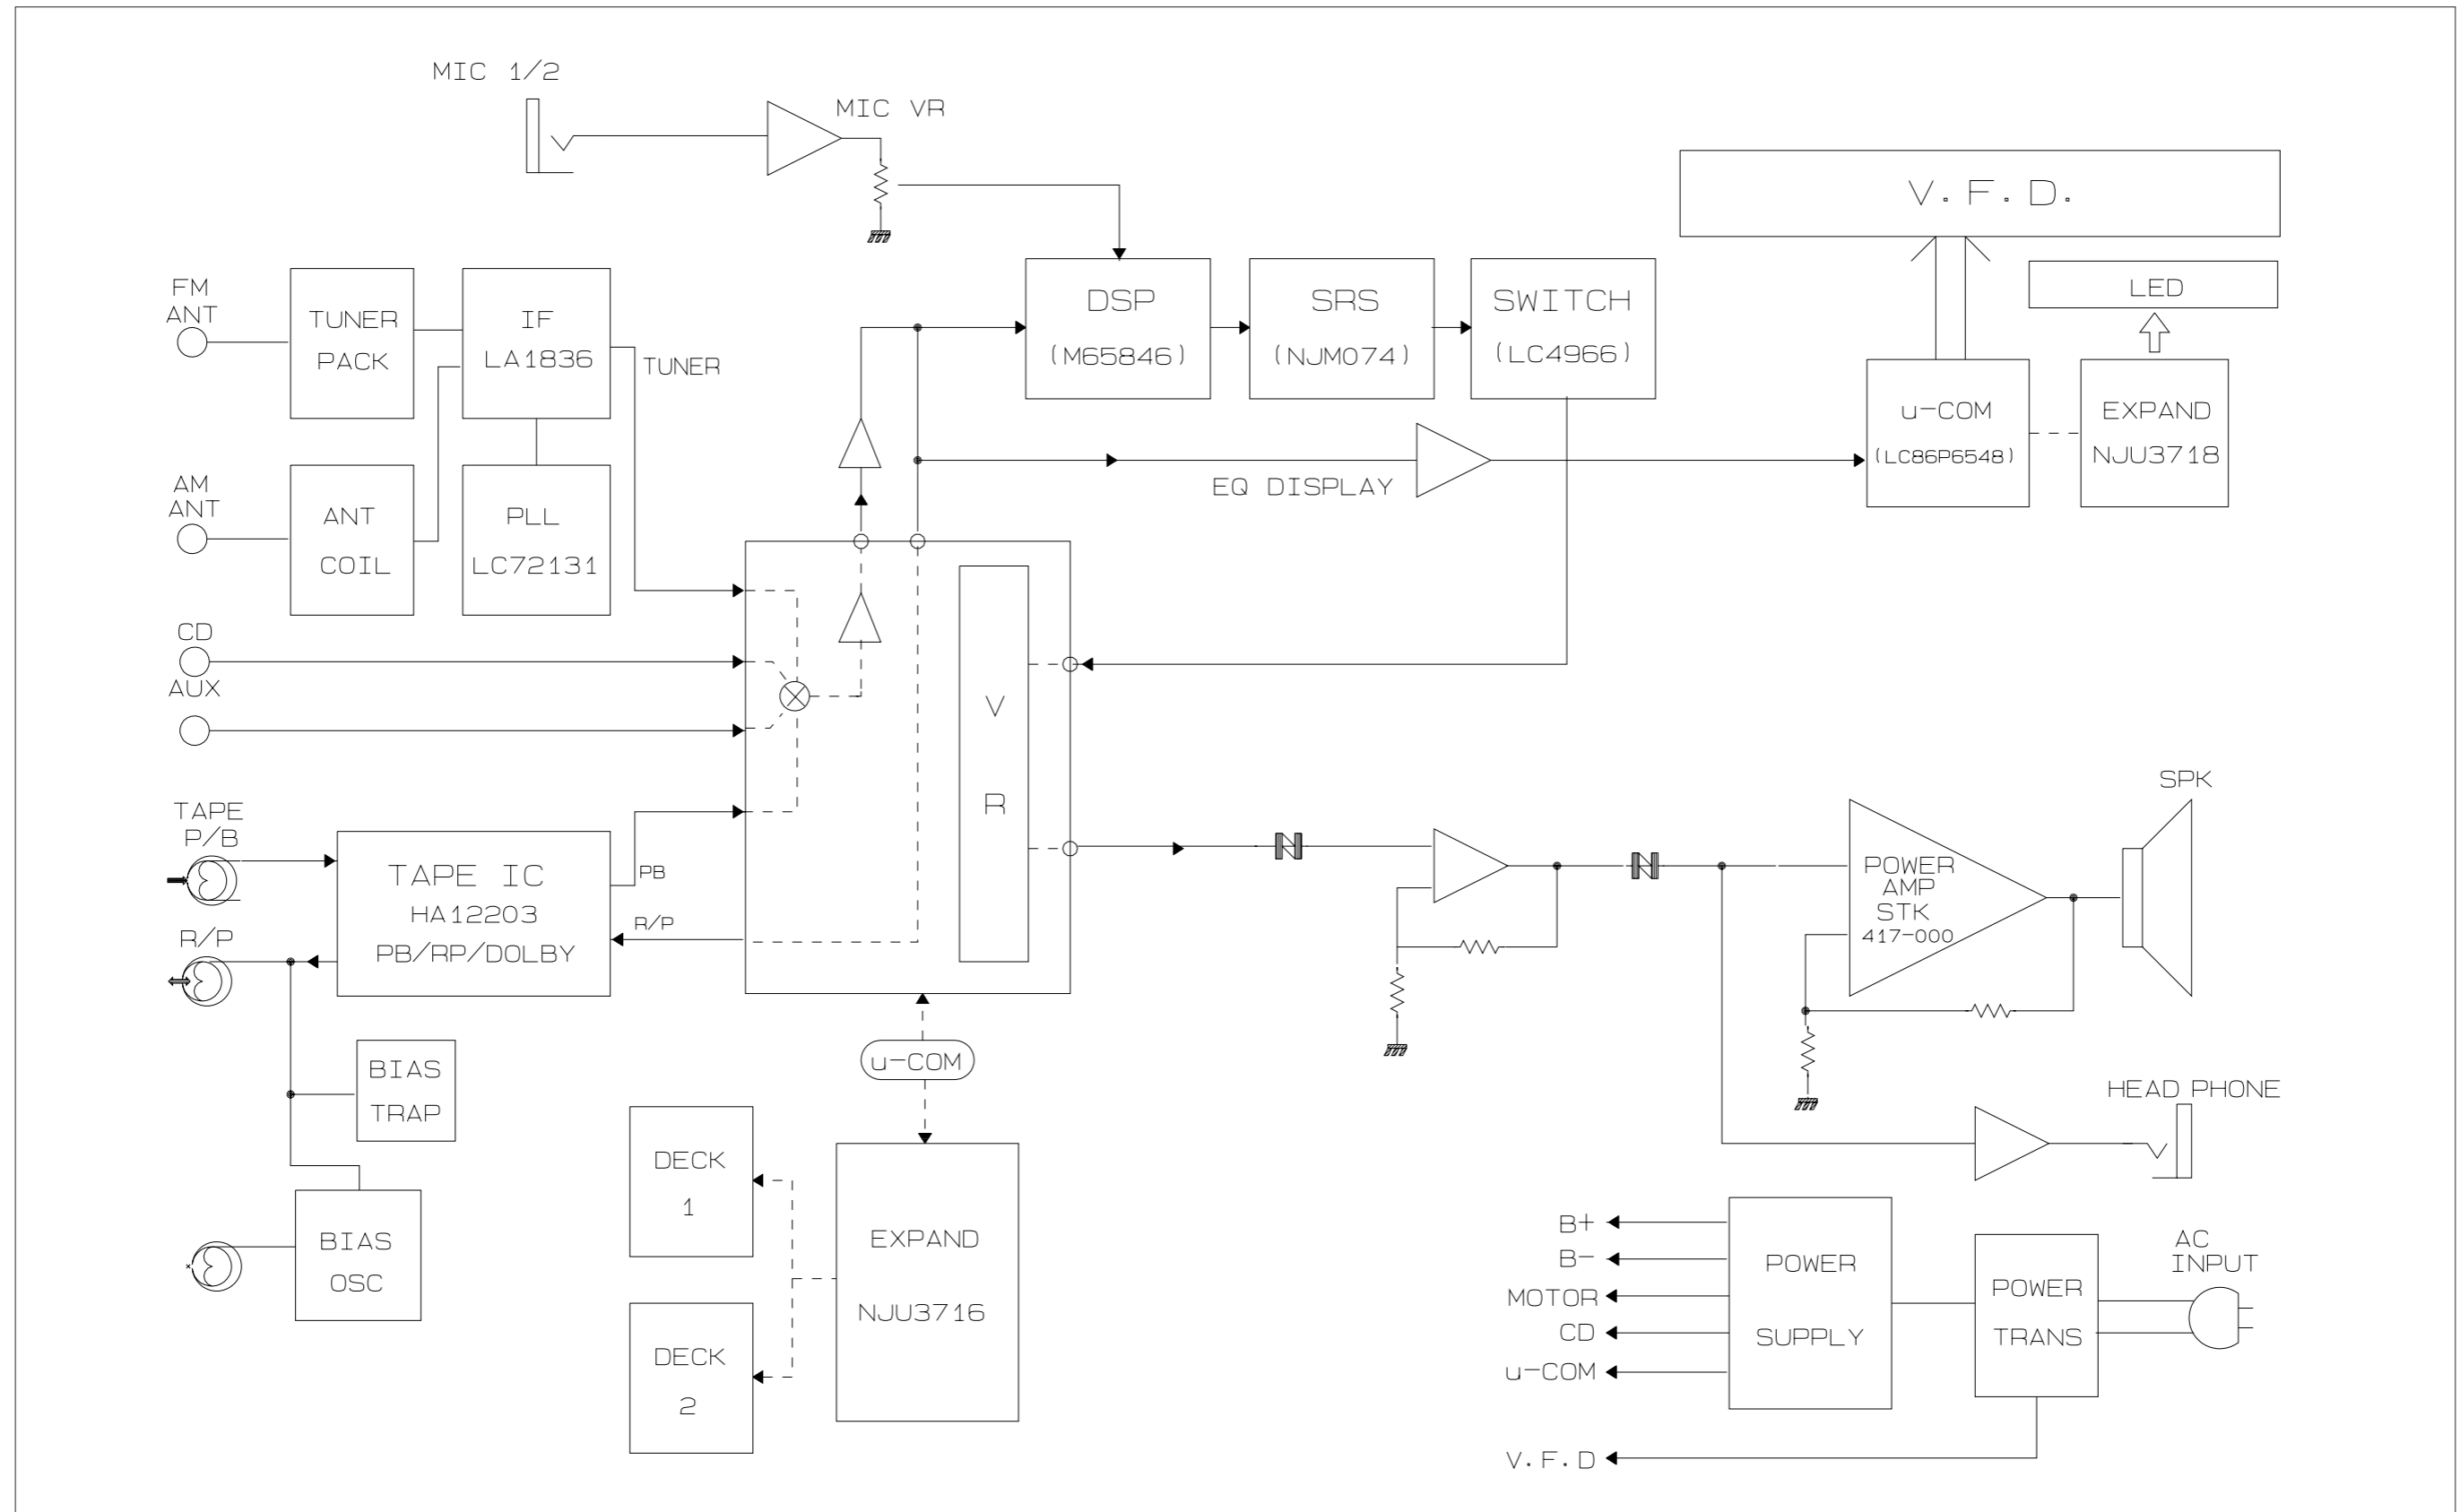 MIC 1/2
MIC VR
FM
ANT
TUNER
PACK
IF
LA1836
TUNER
DSP
(M65846)
SRS
(NJM074)
SWITCH
(LC4966)
V.F.D.
LED
u-COM
(LC86P6548)
EXPAND
NJU3718
EQ DISPLAY
AM
ANT
ANT
COIL
PLL
LC72131
CD
AUX
V
R
TAPE
P/B
R/P
TAPE IC
HA12203
PB/RP/DOLBY
PB
R/P
SPK
POWER
AMP
STK
417-000
BIAS
TRAP
BIAS
OSC
u-COM
DECK
1
DECK
2
EXPAND
NJU3716
HEAD PHONE
B+
B-
MOTOR
CD
u-COM
V.F.D
POWER
SUPPLY
POWER
TRANS
AC
INPUT